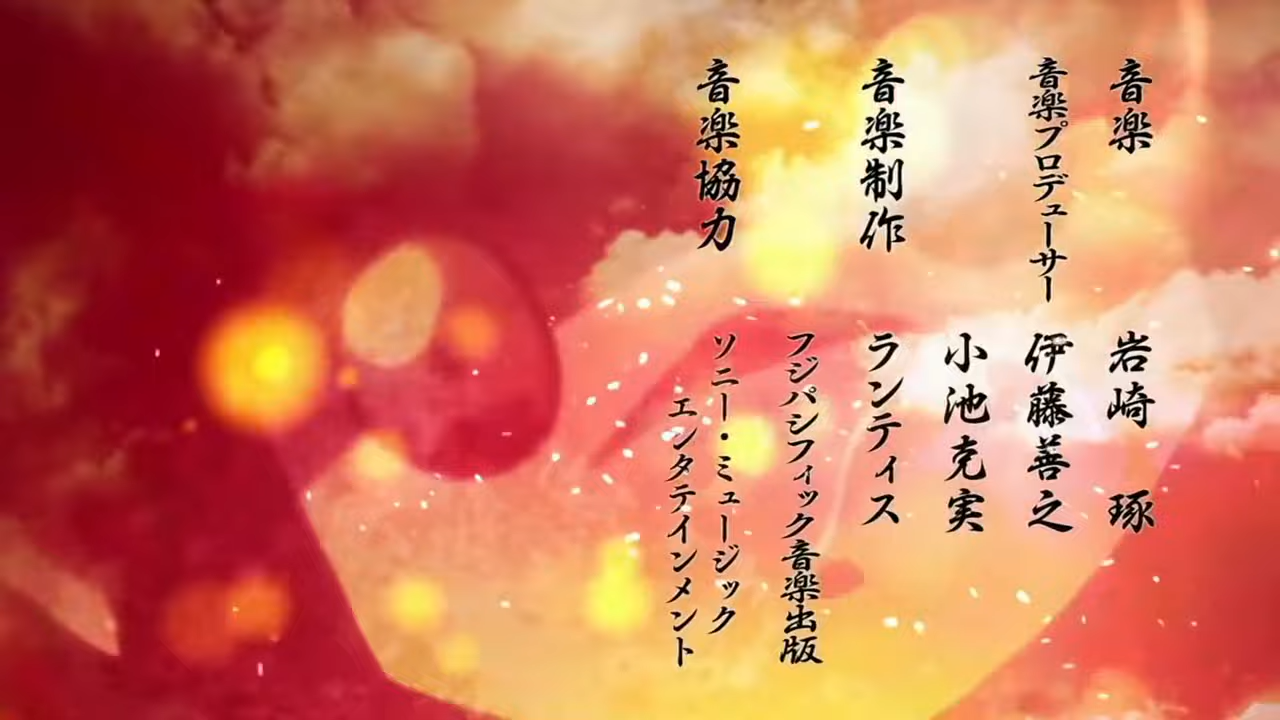 音楽
岩崎 琢
音楽プロデューサー
伊藤善之
小池克実
音楽制作
ランティス
音楽協力
フジパシフィック音楽出版
ソニー・ミュージック
エンタテインメント